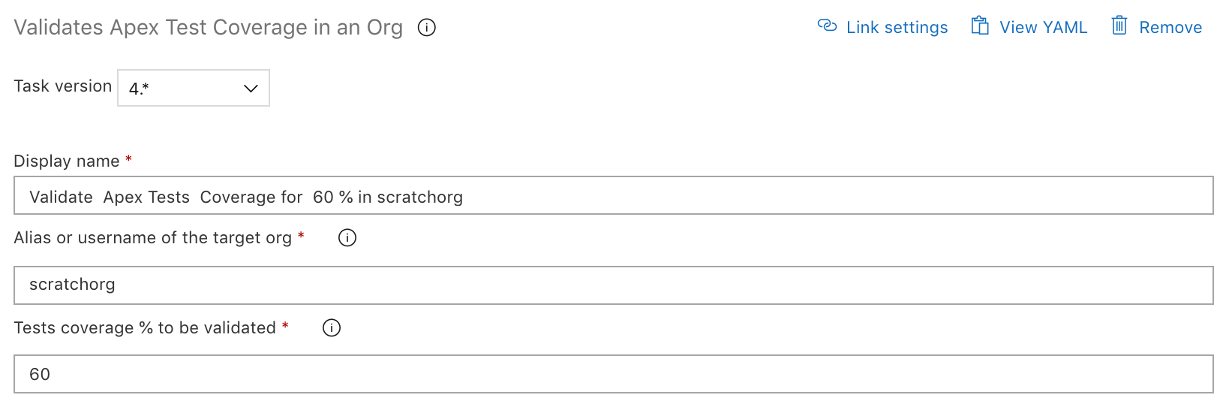 Validates Apex Test Coverage in an Org Link settings View YAML Remove
Task version 4.*
Display name *
Validate Apex Tests Coverage for 60 % in scratchorg
Alias or username of the target org *
scratchorg
Tests coverage % to be validated *
60